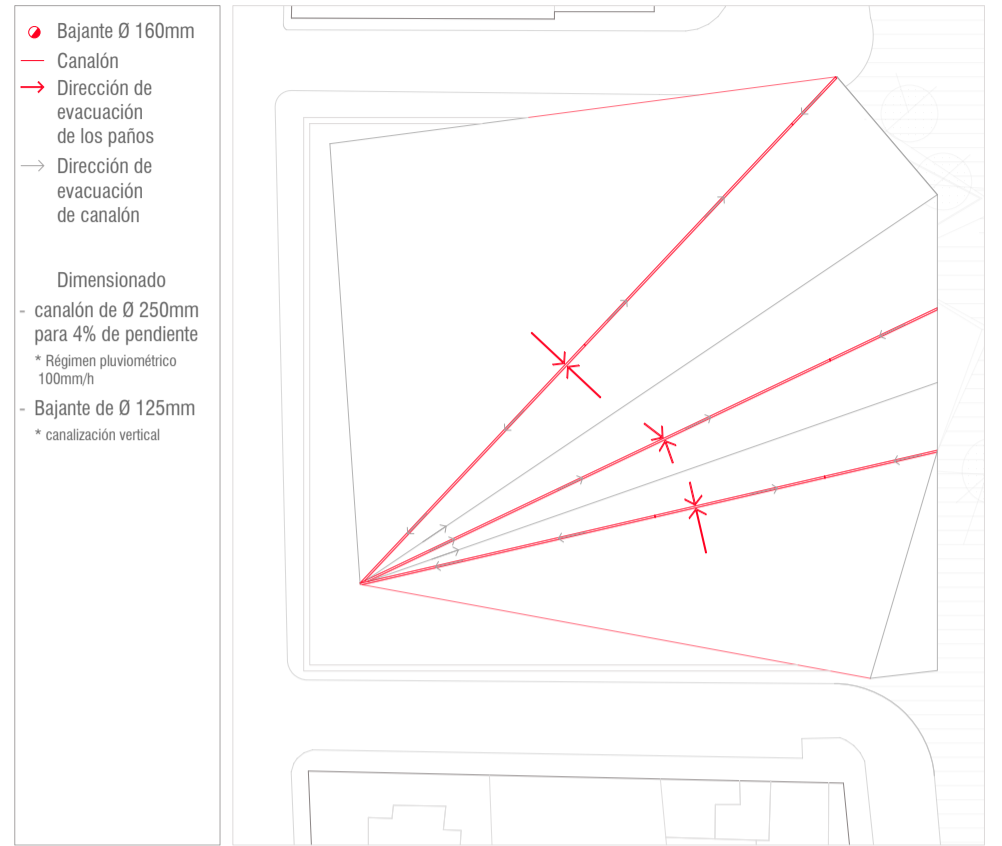 Bajante Ø 160mm
Canalón
Dirección de
evacuación
de los paños
Dirección de
evacuación
de canalón
Dimensionado
- canalón de Ø 250mm
para 4% de pendiente
* Régimen pluviométrico
100mm/h
- Bajante de Ø 125mm
* canalización vertical